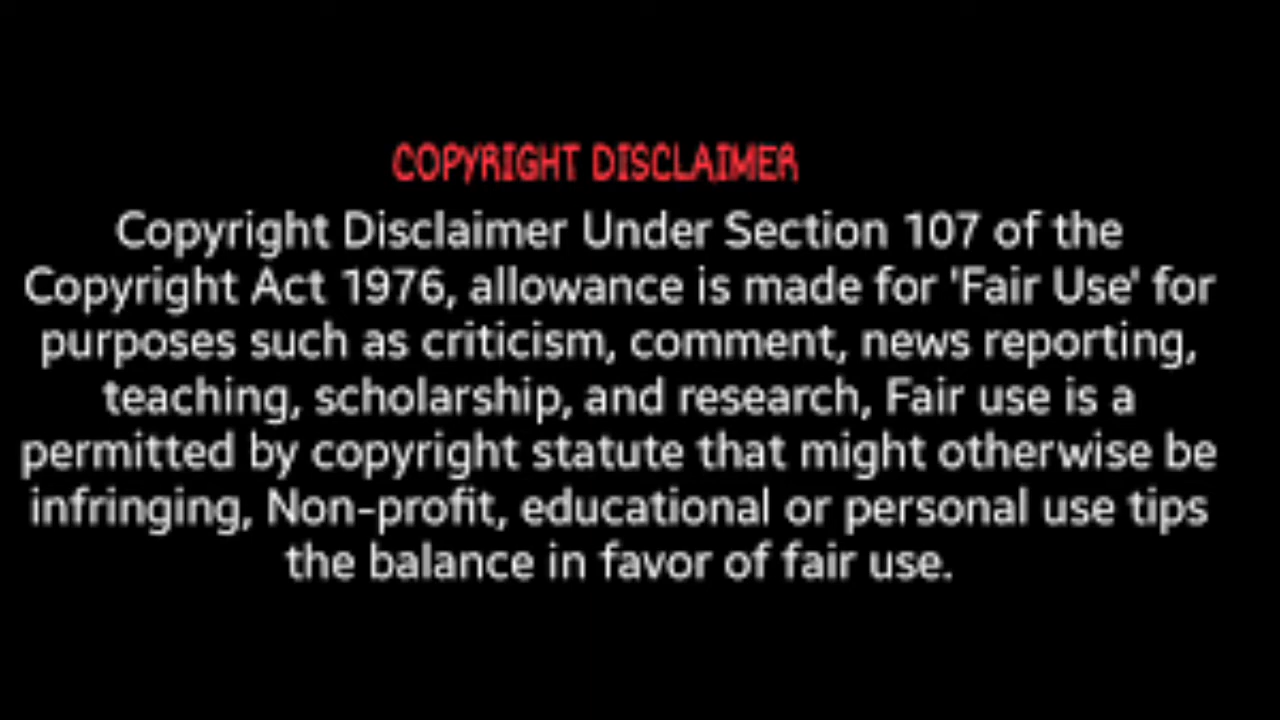 COPYRIGHT DISCLAIMER
Copyright Disclaimer Under Section 107 of the
Copyright Act 1976, allowance is made for 'Fair Use' for
purposes such as criticism, comment, news reporting,
teaching, scholarship, and research, Fair use is a
permitted by copyright statute that might otherwise be
infringing, Non-profit, educational or personal use tips
the balance in favor of fair use.